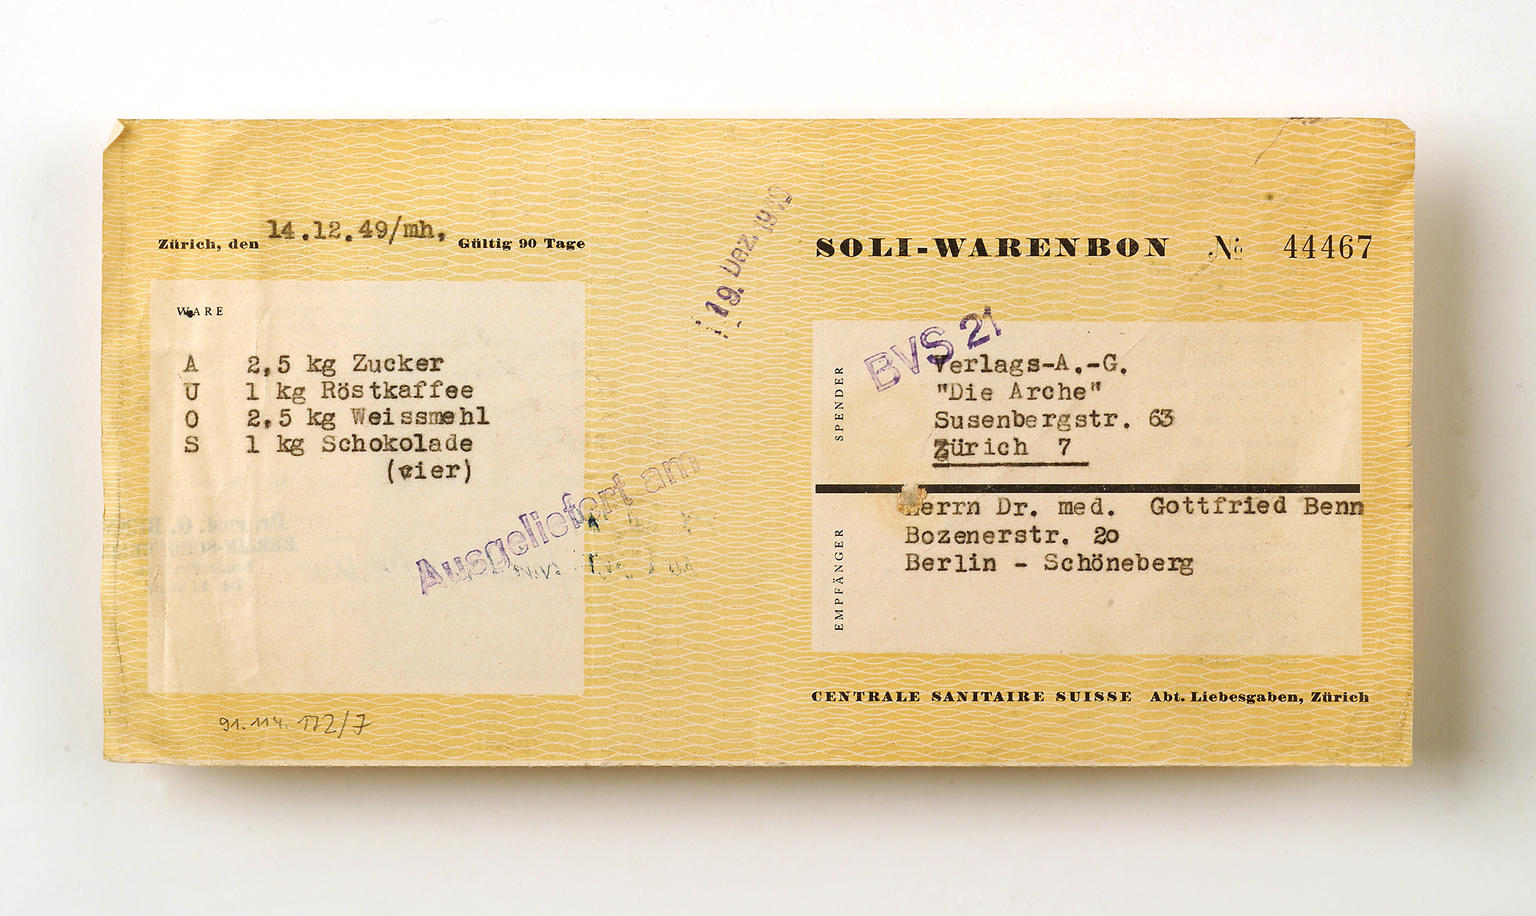 Zürich, den 14.12.49/mh, Gültig 90 Tage
WARE
A 2,5 kg Zucker
U 1 kg Röstkaffee
O 2,5 kg Weissmehl
S 1 kg Schokolade
(vier)
Ausgeliefert am
19. Dez. 1949
91.114.172/7
SOLI-WARENBON № 44467
BVS 21
SPENDER
Verlags-A.-G.
"Die Arche"
Susenbergstr. 63
Zürich 7
EMPFÄNGER
Herrn Dr. med. Gottfried Benn
Bozenerstr. 20
Berlin - Schöneberg
CENTRALE SANITAIRE SUISSE Abt. Liebesgaben, Zürich